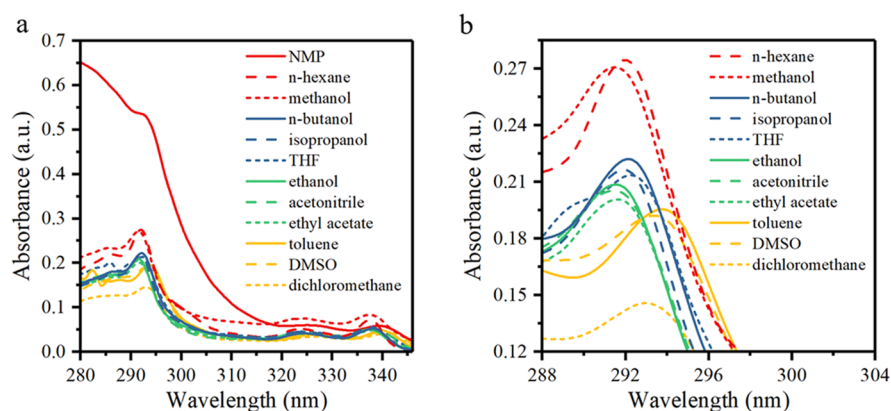 a
0.7
0.6
0.5
0.4
0.3
0.2
0.1
0.0
Absorbance (a.u.)
NMP
n-hexane
methanol
n-butanol
isopropanol
THF
ethanol
acetonitrile
ethyl acetate
toluene
DMSO
dichloromethane
280 290 300 310 320 330 340
Wavelength (nm)
b
0.27
0.24
0.21
0.18
0.15
0.12
Absorbance (a.u.)
n-hexane
methanol
n-butanol
isopropanol
THF
ethanol
acetonitrile
ethyl acetate
toluene
DMSO
dichloromethane
288 292 296 300 304
Wavelength (nm)